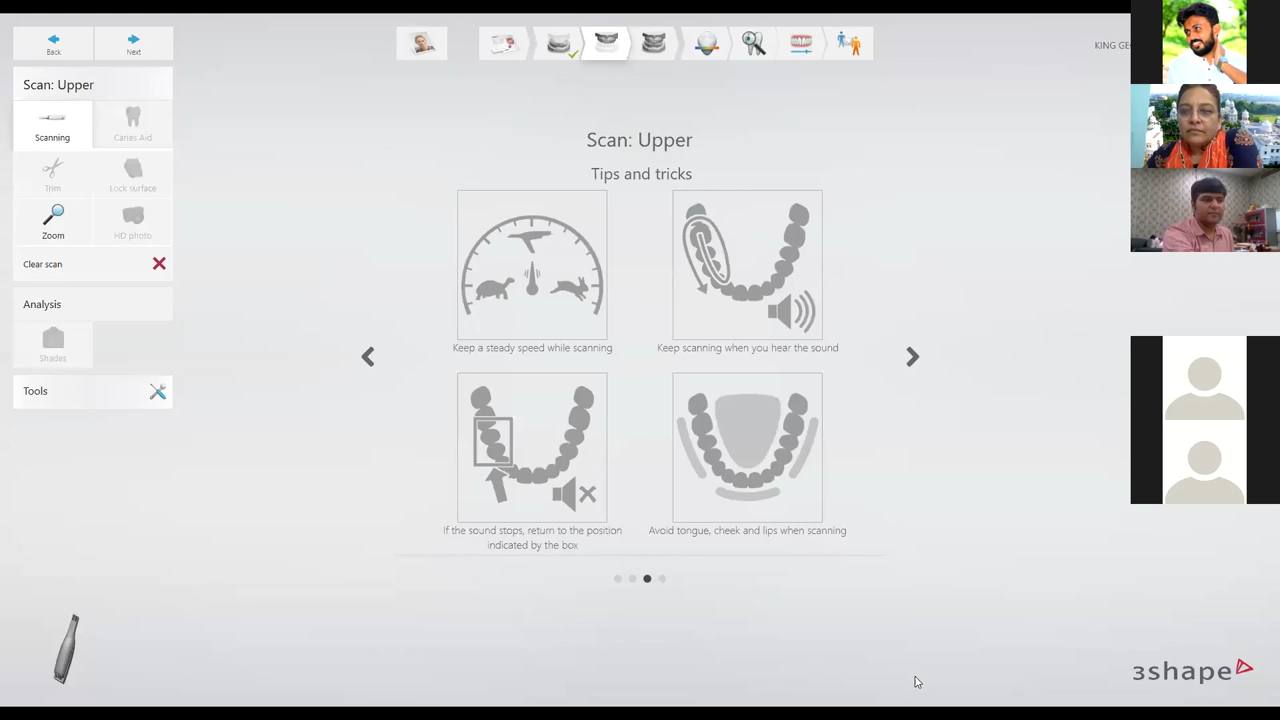 Back
Next
KING GE
Scan: Upper
Scanning
Caries Aid
Trim
Lock surface
Zoom
HD photo
Clear scan
Analysis
Shades
Tools
Scan: Upper
Tips and tricks
Keep a steady speed while scanning
Keep scanning when you hear the sound
If the sound stops, return to the position
indicated by the box
Avoid tongue, cheek and lips when scanning
3shape